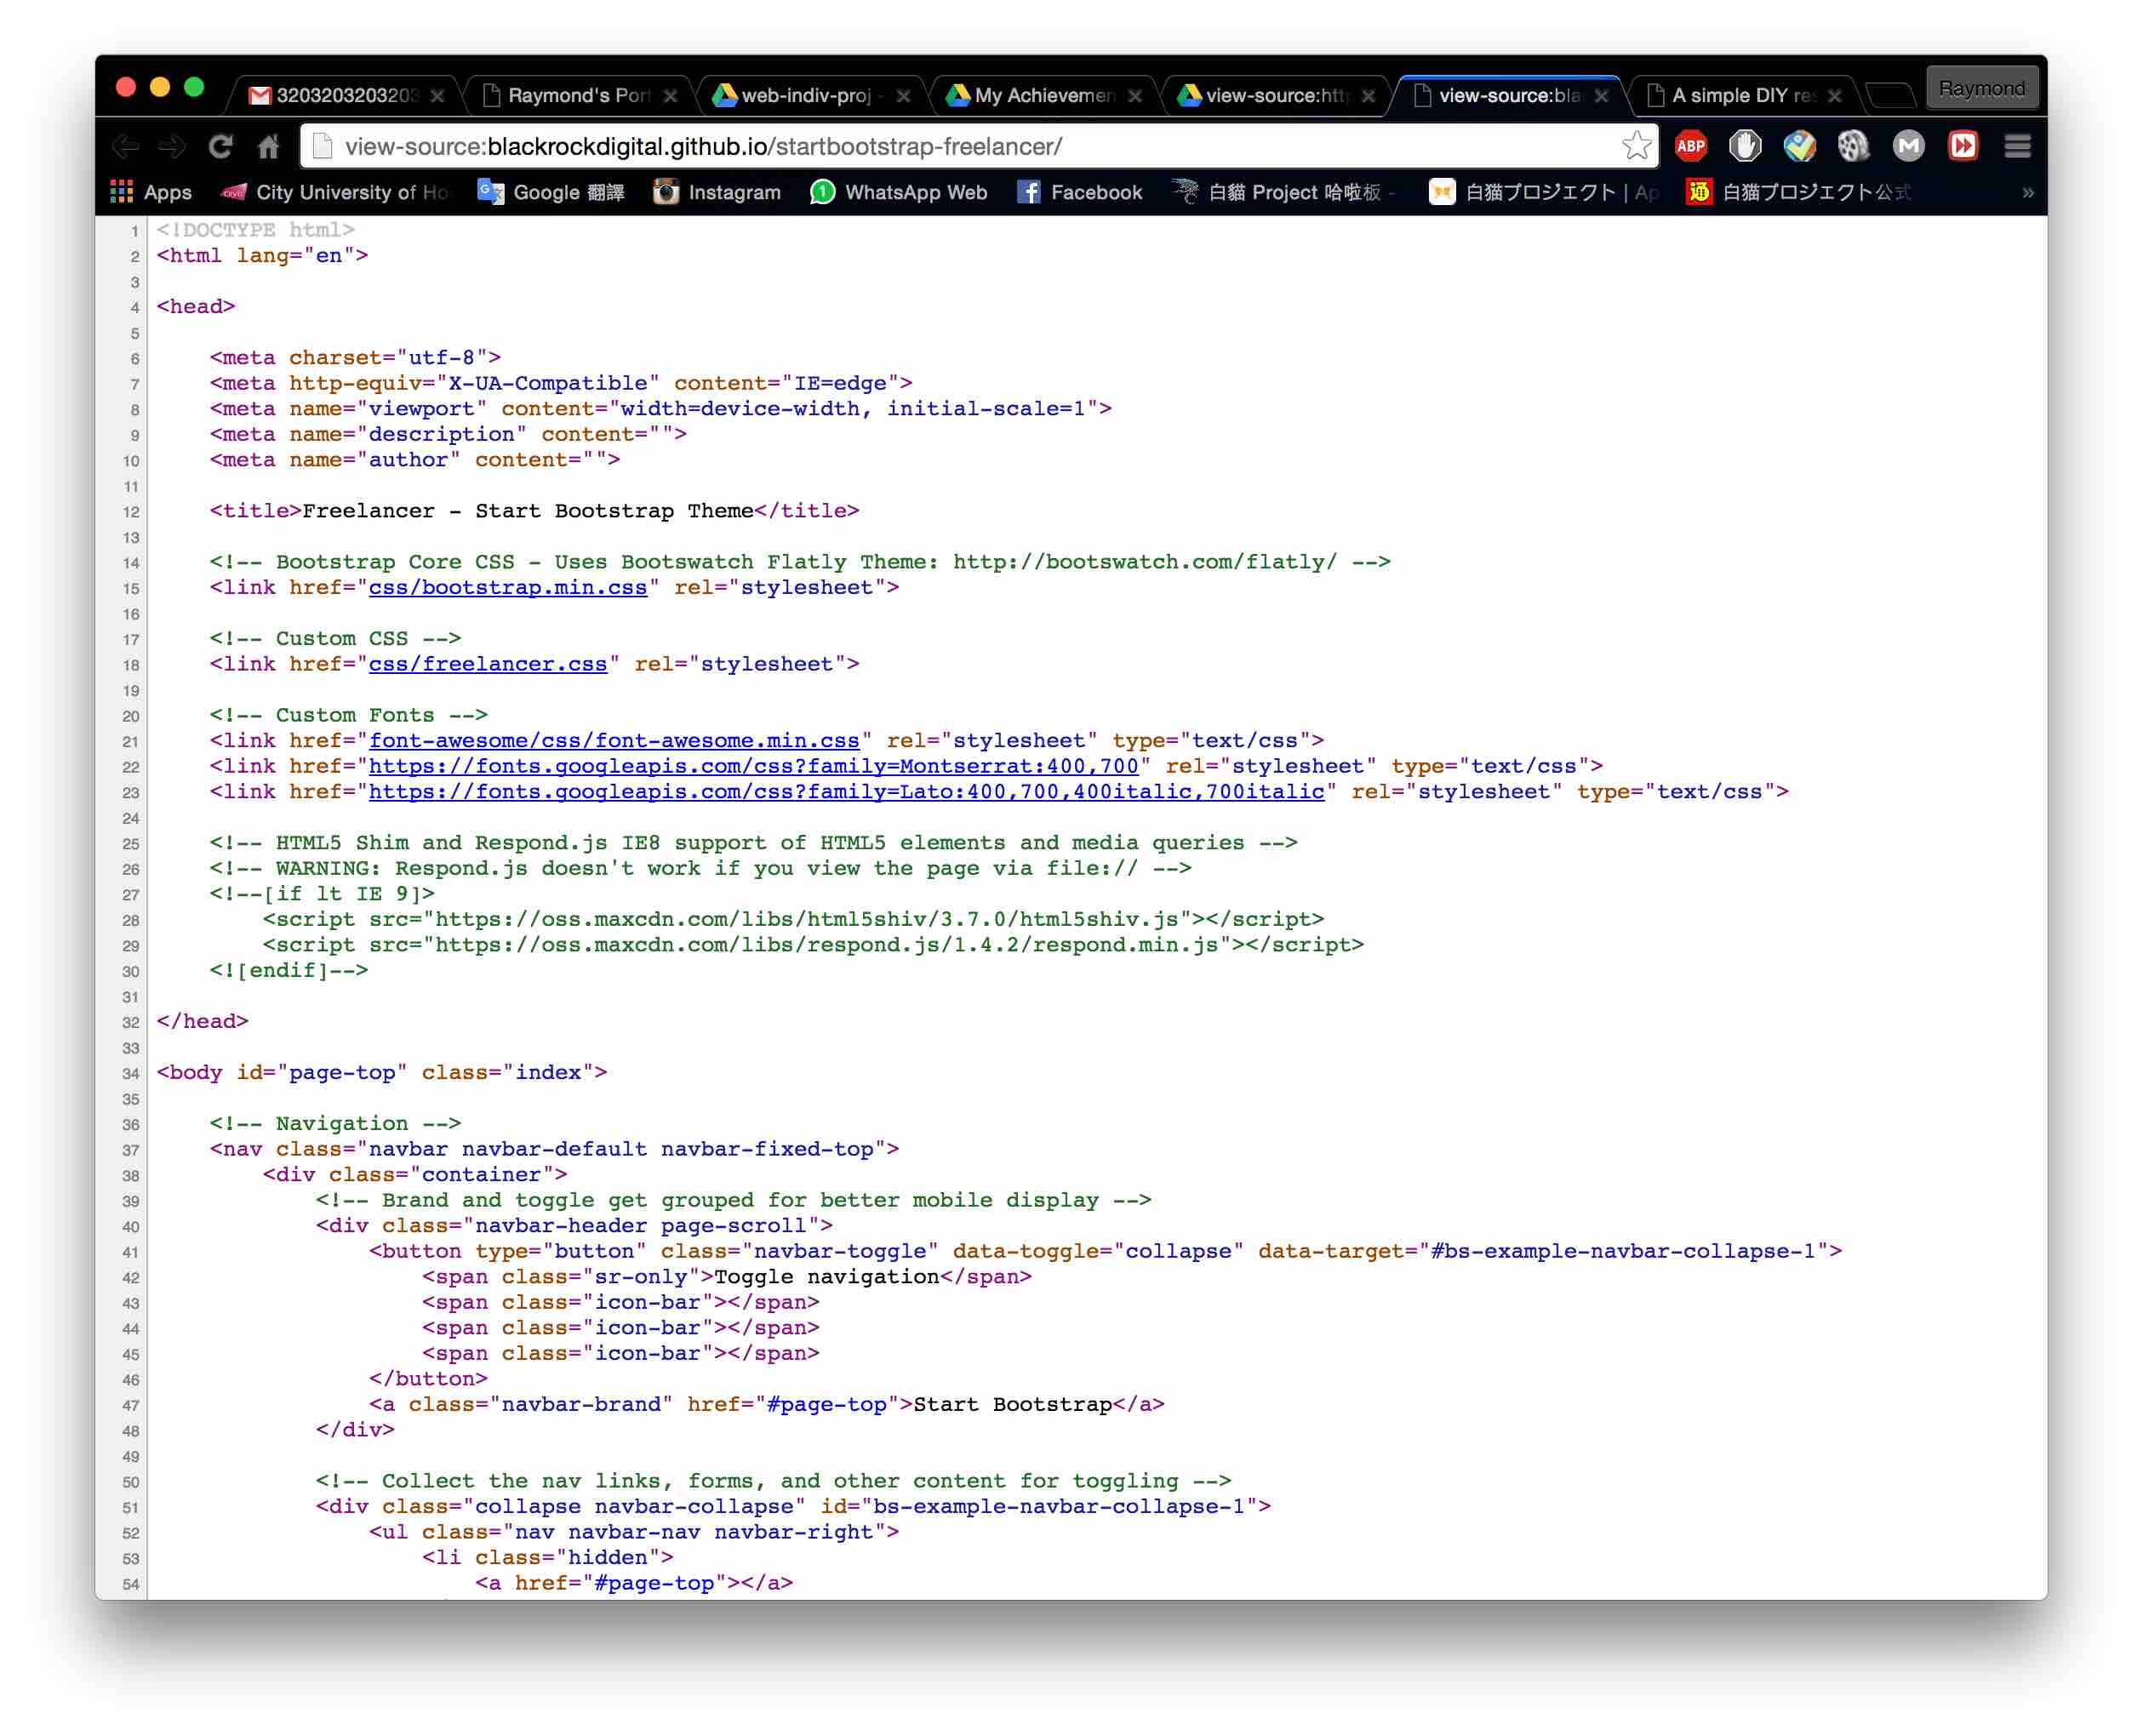 3203203203203
Raymond's Por
web-indiv-proj -
My Achievemen
view-source:htt
view-source:bla
A simple DIY res
Raymond
view-source:blackrockdigital.github.io/startbootstrap-freelancer/
ABP
M
Apps
City University of Ho
Google 翻譯
Instagram
1
WhatsApp Web
Facebook
白貓 Project 哈啦板 -
白猫プロジェクト | Ap
白猫プロジェクト公式
»
1 <!DOCTYPE html>
2 <html lang="en">
3
4 <head>
5
6 <meta charset="utf-8">
7 <meta http-equiv="X-UA-Compatible" content="IE=edge">
8 <meta name="viewport" content="width=device-width, initial-scale=1">
9 <meta name="description" content="">
10 <meta name="author" content="">
11
12 <title>Freelancer - Start Bootstrap Theme</title>
13
14 <!-- Bootstrap Core CSS - Uses Bootswatch Flatly Theme: http://bootswatch.com/flatly/ -->
15 <link href="css/bootstrap.min.css" rel="stylesheet">
16
17 <!-- Custom CSS -->
18 <link href="css/freelancer.css" rel="stylesheet">
19
20 <!-- Custom Fonts -->
21 <link href="font-awesome/css/font-awesome.min.css" rel="stylesheet" type="text/css">
22 <link href="https://fonts.googleapis.com/css?family=Montserrat:400,700" rel="stylesheet" type="text/css">
23 <link href="https://fonts.googleapis.com/css?family=Lato:400,700,400italic,700italic" rel="stylesheet" type="text/css">
24
25 <!-- HTML5 Shim and Respond.js IE8 support of HTML5 elements and media queries -->
26 <!-- WARNING: Respond.js doesn't work if you view the page via file:// -->
27 <!--[if lt IE 9]>
28 <script src="https://oss.maxcdn.com/libs/html5shiv/3.7.0/html5shiv.js"></script>
29 <script src="https://oss.maxcdn.com/libs/respond.js/1.4.2/respond.min.js"></script>
30 <![endif]-->
31
32 </head>
33
34 <body id="page-top" class="index">
35
36 <!-- Navigation -->
37 <nav class="navbar navbar-default navbar-fixed-top">
38 <div class="container">
39 <!-- Brand and toggle get grouped for better mobile display -->
40 <div class="navbar-header page-scroll">
41 <button type="button" class="navbar-toggle" data-toggle="collapse" data-target="#bs-example-navbar-collapse-1">
42 <span class="sr-only">Toggle navigation</span>
43 <span class="icon-bar"></span>
44 <span class="icon-bar"></span>
45 <span class="icon-bar"></span>
46 </button>
47 <a class="navbar-brand" href="#page-top">Start Bootstrap</a>
48 </div>
49
50 <!-- Collect the nav links, forms, and other content for toggling -->
51 <div class="collapse navbar-collapse" id="bs-example-navbar-collapse-1">
52 <ul class="nav navbar-nav navbar-right">
53 <li class="hidden">
54 <a href="#page-top"></a>